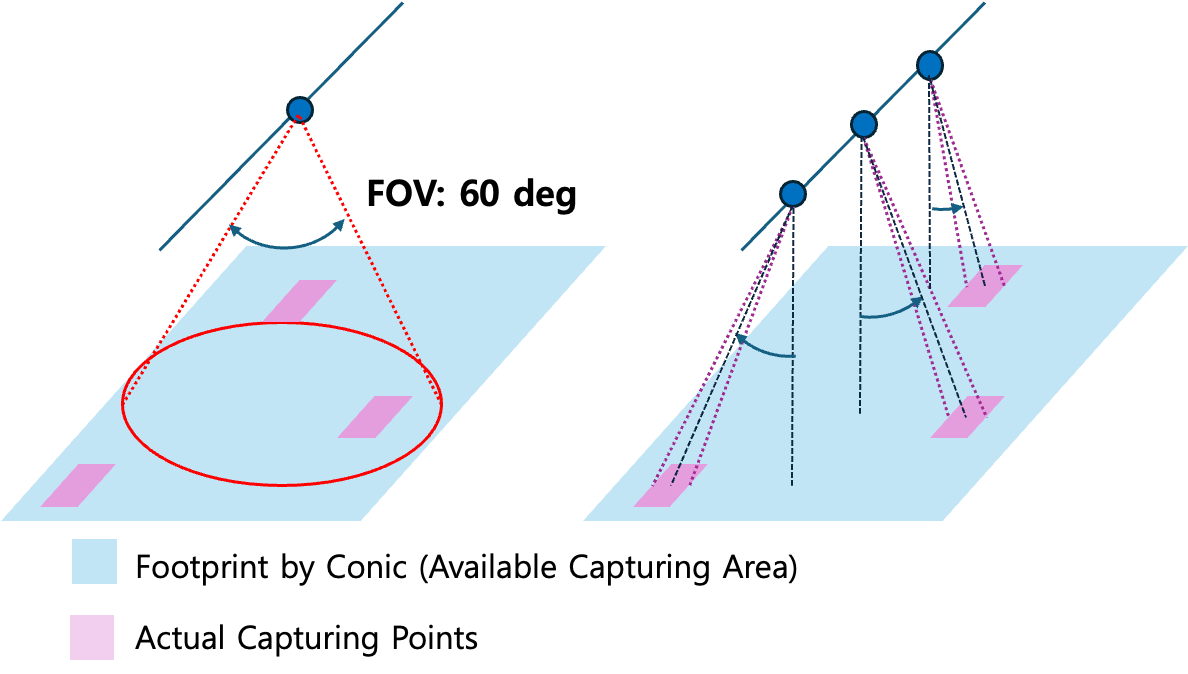 FOV: 60 deg
Footprint by Conic (Available Capturing Area)
Actual Capturing Points